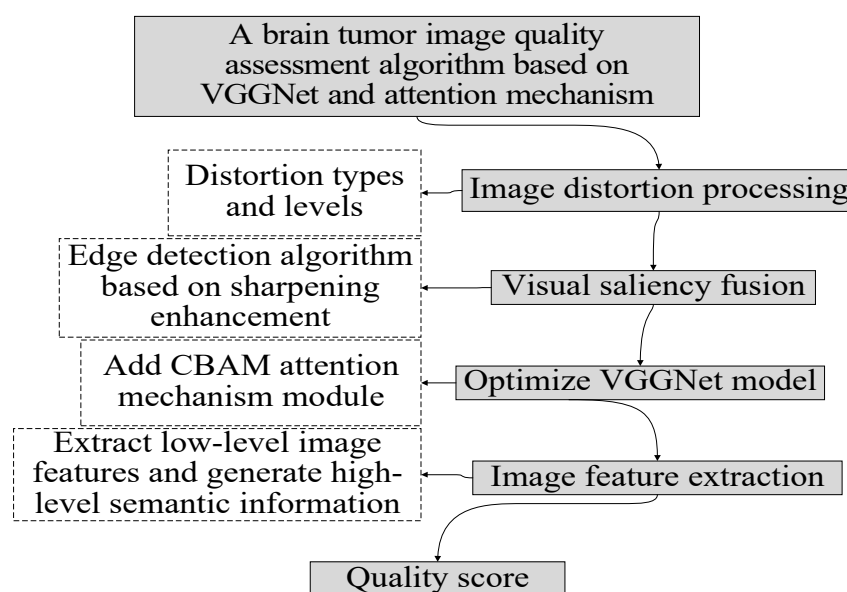 A brain tumor image quality
assessment algorithm based on
VGGNet and attention mechanism
Distortion types
and levels
Image distortion processing
Edge detection algorithm
based on sharpening
enhancement
Visual saliency fusion
Add CBAM attention
mechanism module
Optimize VGGNet model
Extract low-level image
features and generate high-
level semantic information
Image feature extraction
Quality score